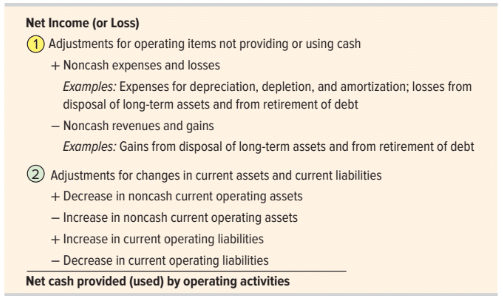 Net Income (or Loss)
1 Adjustments for operating items not providing or using cash
+ Noncash expenses and losses
Examples: Expenses for depreciation, depletion, and amortization; losses from
disposal of long-term assets and from retirement of debt
− Noncash revenues and gains
Examples: Gains from disposal of long-term assets and from retirement of debt
2 Adjustments for changes in current assets and current liabilities
+ Decrease in noncash current operating assets
− Increase in noncash current operating assets
+ Increase in current operating liabilities
− Decrease in current operating liabilities
Net cash provided (used) by operating activities